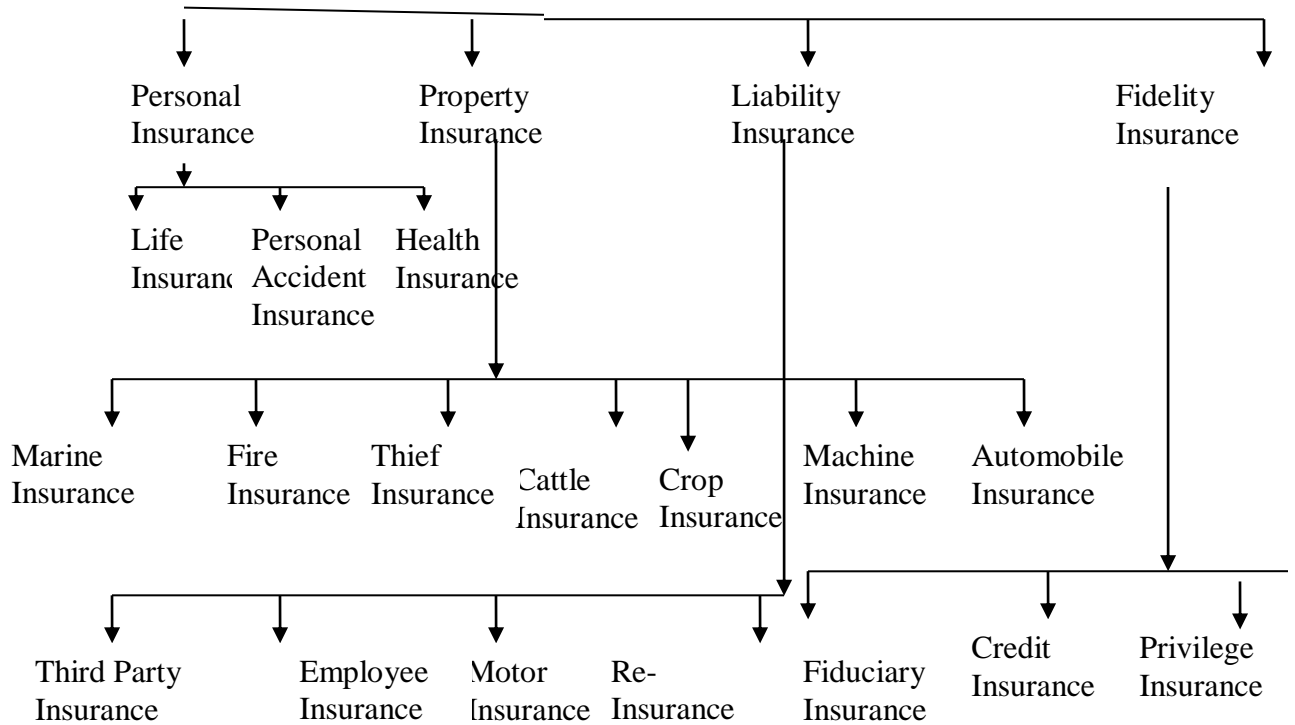 Personal
Insurance
Property
Insurance
Liability
Insurance
Fidelity
Insurance
Life
Insuranc
Personal
Accident
Insurance
Health
Insurance
Marine
Insurance
Fire
Insurance
Thief
Insurance
Cattle
Insurance
Crop
Insurance
Machine
Insurance
Automobile
Insurance
Third Party
Insurance
Employee
Insurance
Motor
Insurance
Re-
Insurance
Fiduciary
Insurance
Credit
Insurance
Privilege
Insurance